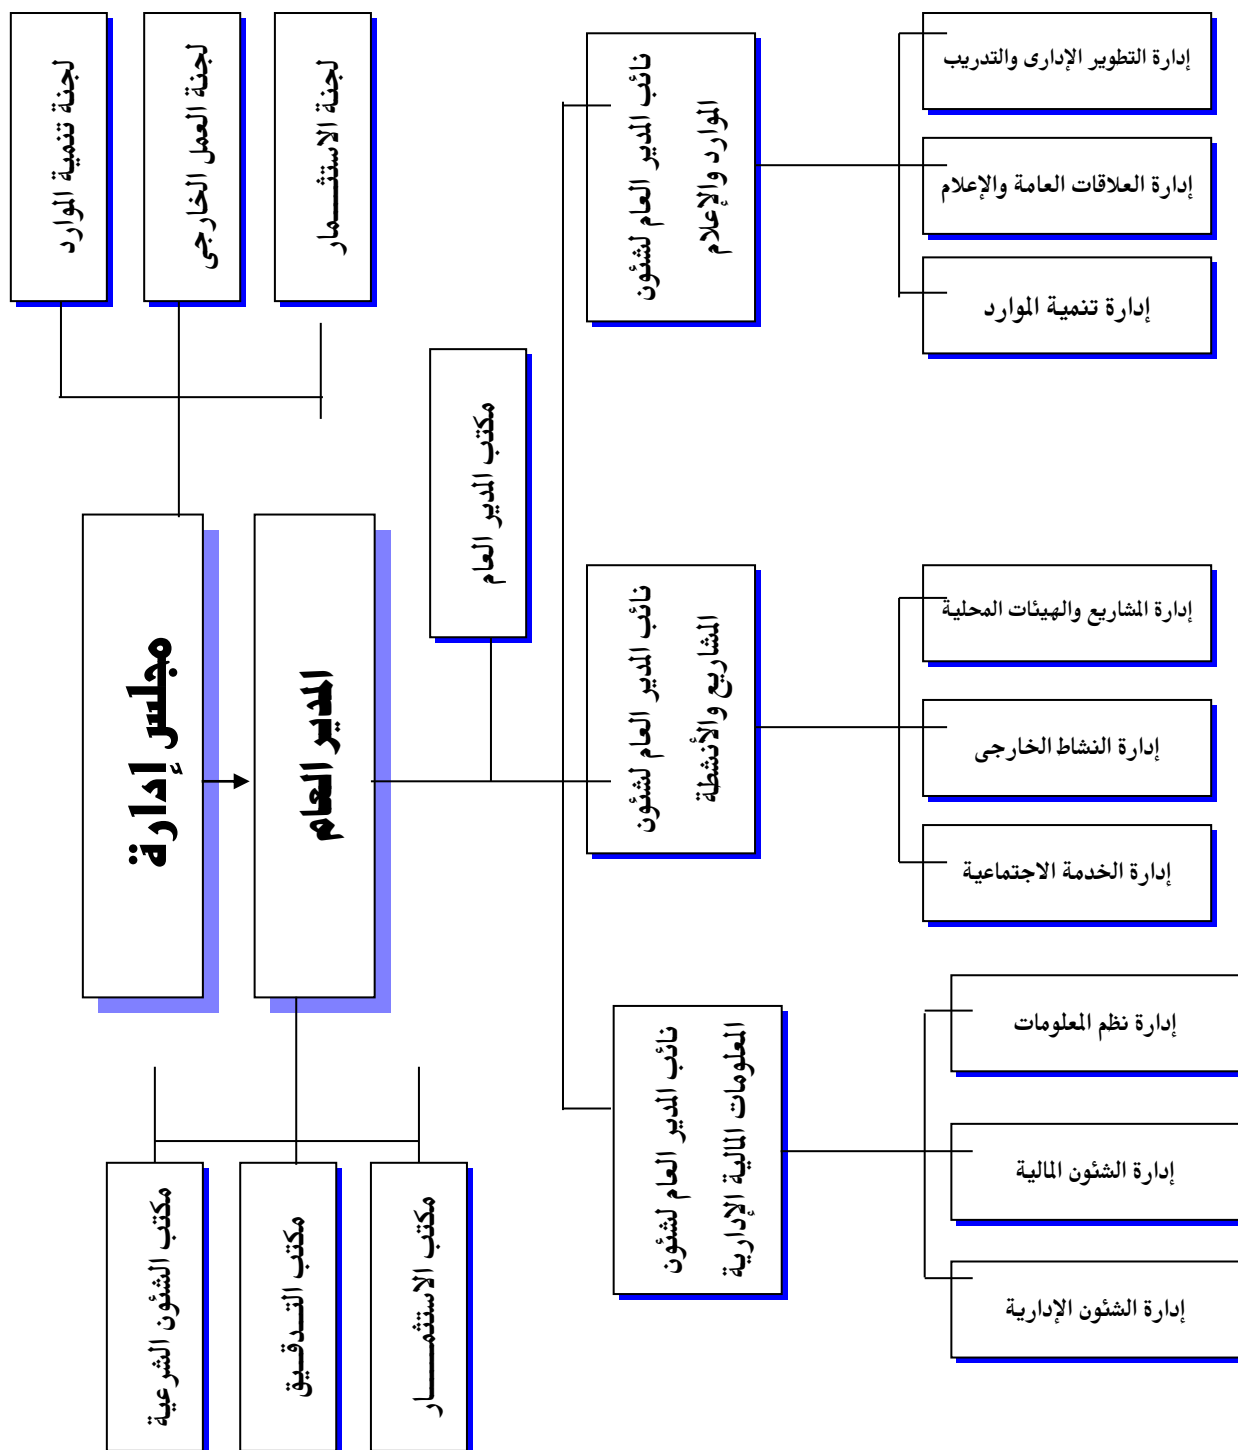 لجنة تنمية الموارد
لجنة العمل الخارجى
لجنة الاستثـــمار
مجلس إدارة
المدير العام
مكتب المدير العام
مكتب الشئون الشرعية
مكتب التــدقــيق
مكتب الاستثمـــــار
نائب المدير العام لشئون
الموارد والإعلام
إدارة التطوير الإدارى والتدريب
إدارة العلاقات العامة والإعلام
إدارة تنمية الموارد
نائب المدير العام لشئون
المشاريع والأنشطة
إدارة المشاريع والهيئات المحلية
إدارة النشاط الخارجى
إدارة الخدمة الاجتماعية
نائب المدير العام لشئون
المعلومات المالية الإدارية
إدارة نظم المعلومات
إدارة الشئون المالية
إدارة الشئون الإدارية